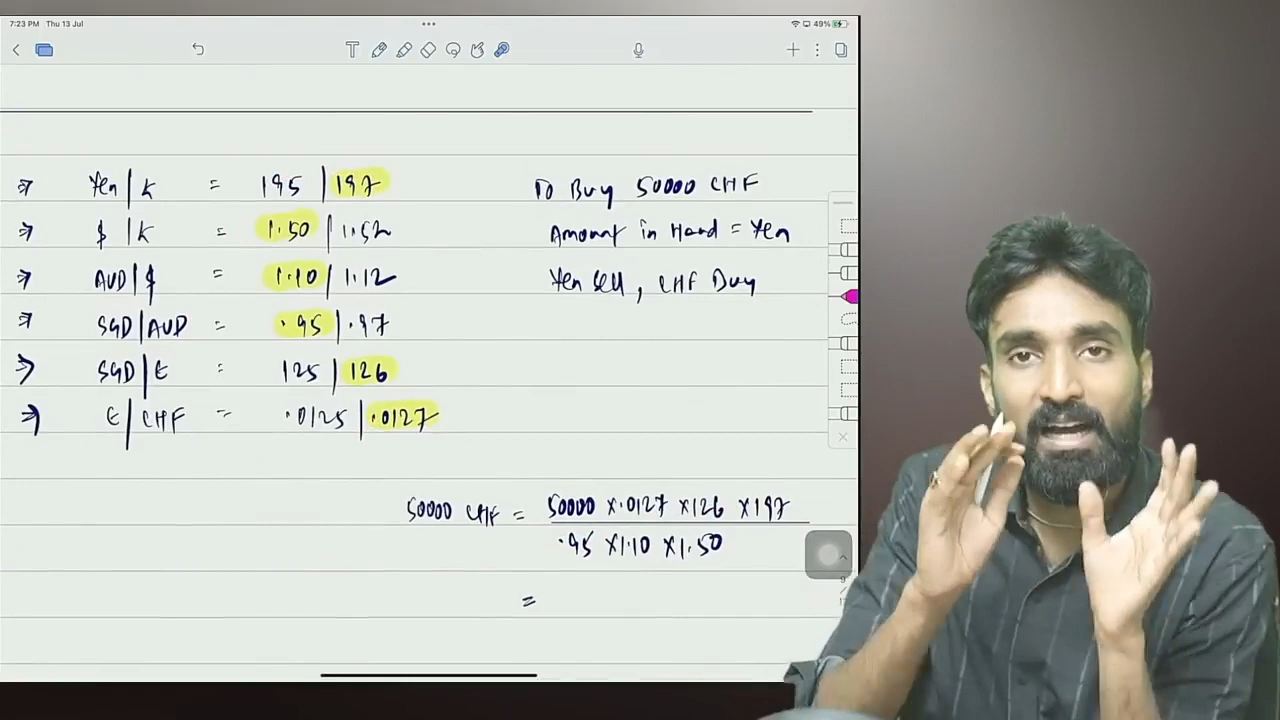 7:23 PM Thu 13 Jul
49%
Yen | £ = 195 | 197
$ | £ = 1.50 | 1.52
AUD | $ = 1.10 / 1.12
SGD | AUD = .95 | .97
SGD | € = 125 | 126
€ | CHF = .0125 | .0127
To Buy 50000 CHF
Amount in Hand = Yen
Yen Sell, CHF Buy
50000 CHF = 50000 x .0127 x 126 x 197
.95 x 1.10 x 1.50
=
9